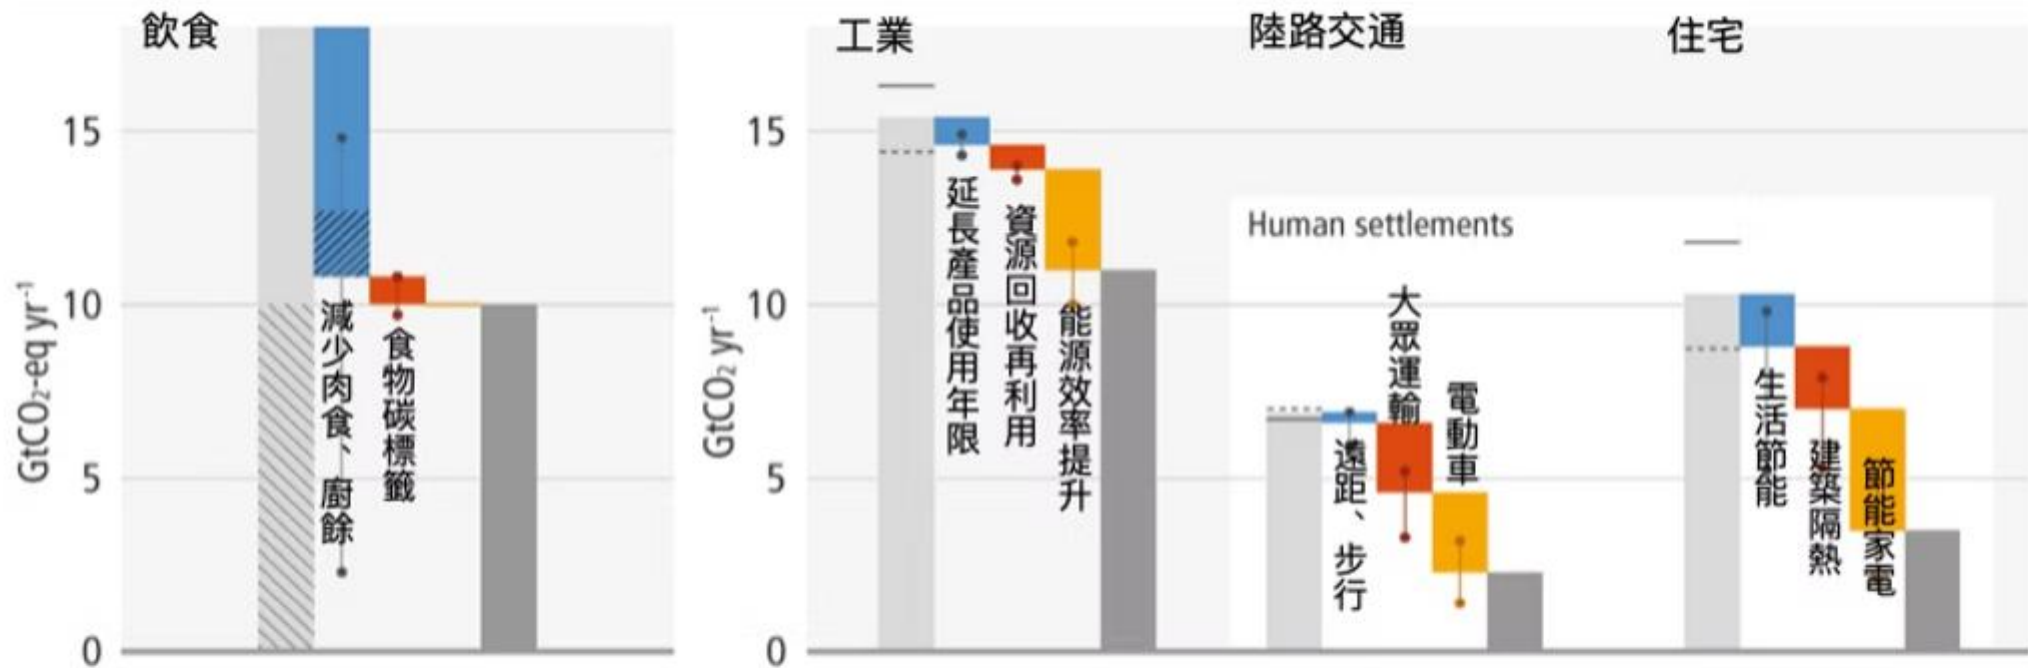 飲食
15
10
5
0
GtCO₂-eq yr⁻¹
減少肉食、廚餘
食物碳標籤
工業
陸路交通
住宅
15
10
5
0
GtCO₂ yr⁻¹
延長產品使用年限
資源回收再利用
能源效率提升
Human settlements
遠距、步行
大眾運輸
電動車
生活節能
建築隔熱
節能家電